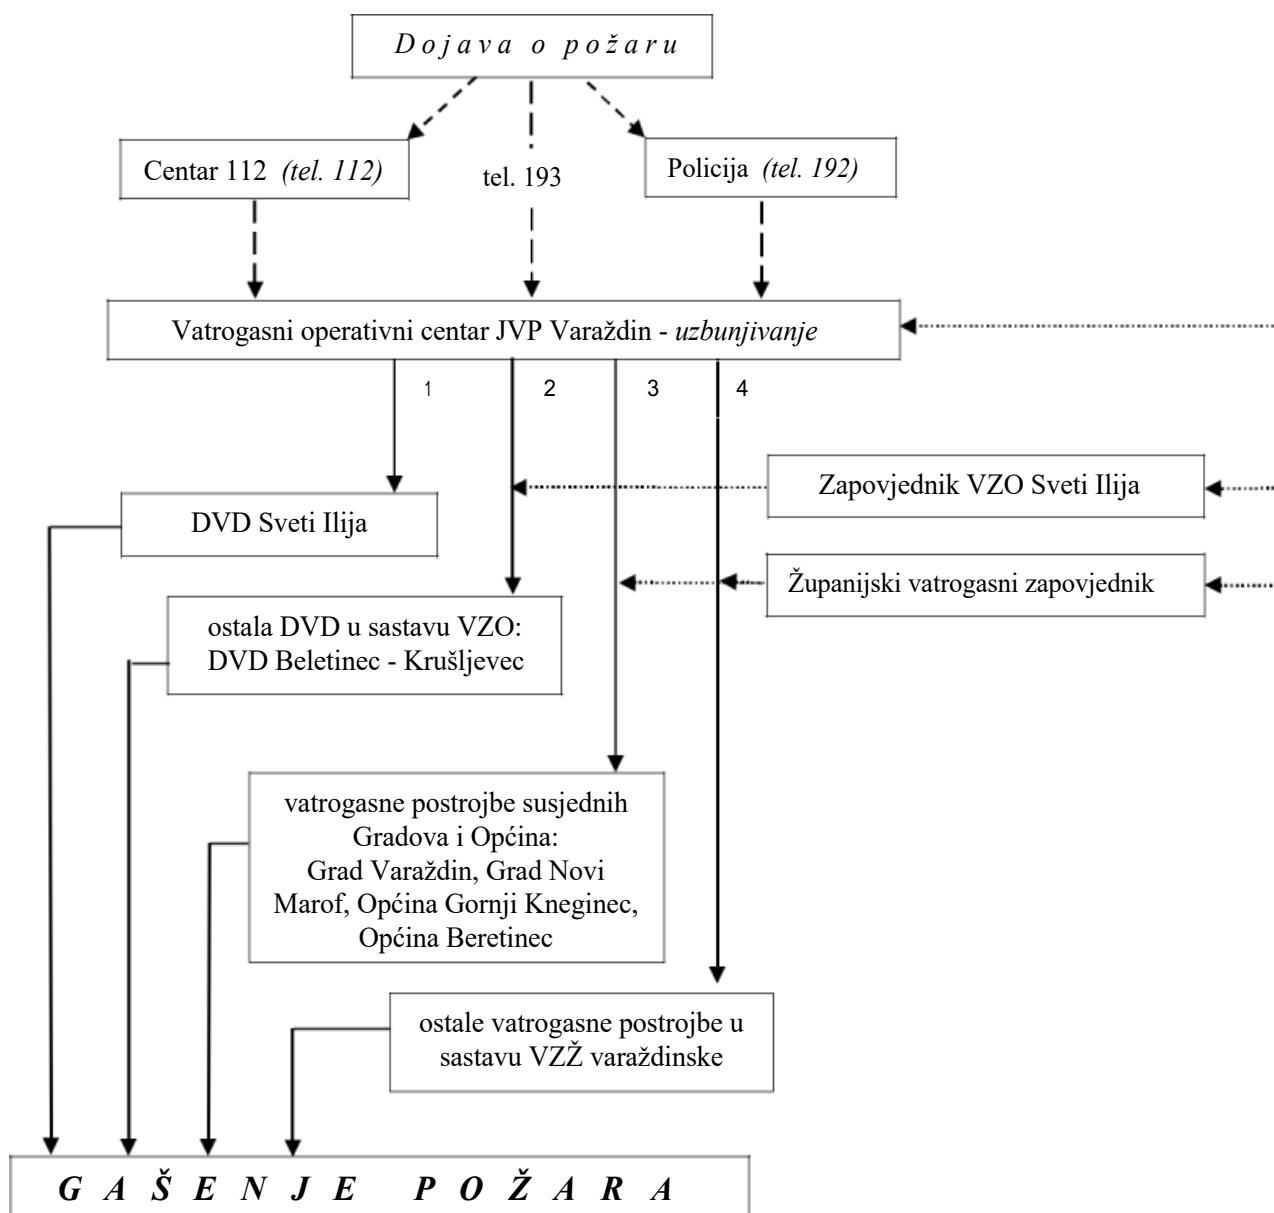 Dojava o požaru
Centar 112 (tel. 112)
tel. 193
Policija (tel. 192)
Vatrogasni operativni centar JVP Varaždin - uzbunjivanje
1
2
3
4
Zapovjednik VZO Sveti Ilija
DVD Sveti Ilija
Županijski vatrogasni zapovjednik
ostala DVD u sastavu VZO:
DVD Beletinec - Krušljevec
vatrogasne postrojbe susjednih
Gradova i Općina:
Grad Varaždin, Grad Novi
Marof, Općina Gornji Kneginec,
Općina Beretinec
ostale vatrogasne postrojbe u
sastavu VZŽ varaždinske
GAŠENJE POŽARA